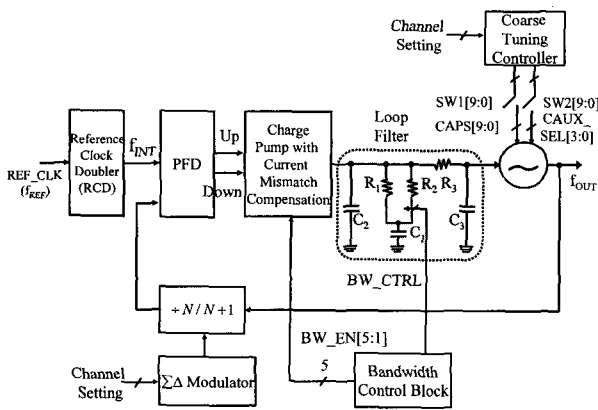 Channel
Setting
Coarse
Tuning
Controller
SW1[9:0]
SW2[9:0]
CAPS[9:0]
CAUX_
SEL[3:0]
Reference
Clock
Doubler
(RCD)
fINT
PFD
Up
Down
Charge
Pump with
Current
Mismatch
Compensation
Loop
Filter
REF_CLK
(fREF)
R1
R2
R3
C2
C1
C3
fOUT
BW_CTRL
÷N/N+1
BW_EN[5:1]
5
Bandwidth
Control Block
Channel
Setting
ΣΔ Modulator